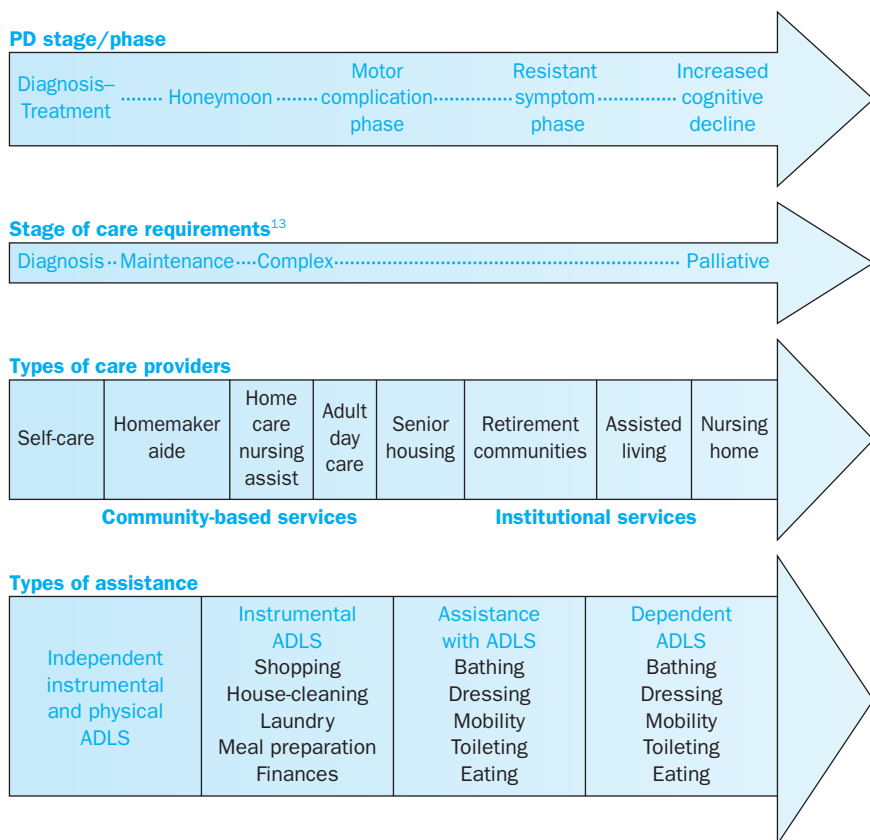 PD stage/phase
Diagnosis–
Treatment
Honeymoon
Motor
complication
phase
Resistant
symptom
phase
Increased
cognitive
decline
Stage of care requirements13
Diagnosis
Maintenance
Complex
Palliative
Types of care providers
Self-care
Homemaker
aide
Home
care
nursing
assist
Adult
day
care
Senior
housing
Retirement
communities
Assisted
living
Nursing
home
Community-based services
Institutional services
Types of assistance
Independent
instrumental
and physical
ADLS
Instrumental
ADLS
Shopping
House-cleaning
Laundry
Meal preparation
Finances
Assistance
with ADLS
Bathing
Dressing
Mobility
Toileting
Eating
Dependent
ADLS
Bathing
Dressing
Mobility
Toileting
Eating